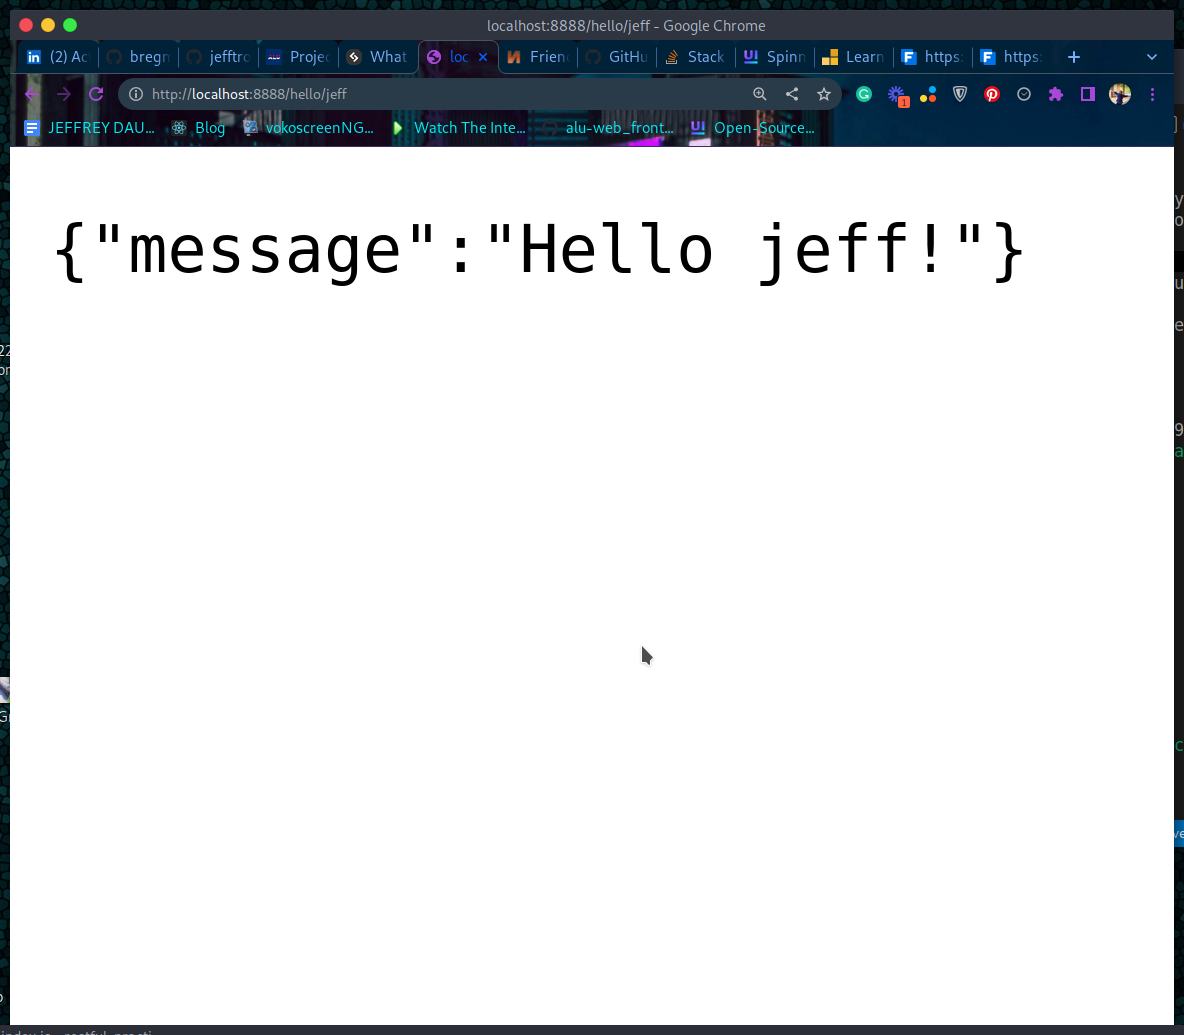 localhost:8888/hello/jeff - Google Chrome
(2) Ac bregm jefftro Projec What loc Frienc GitHu Stack Spinn Learn https: https:
http://localhost:8888/hello/jeff
1
JEFFREY DAU... Blog vokoscreenNG... Watch The Inte... alu-web_front... Open-Source...
{"message":"Hello jeff!"}